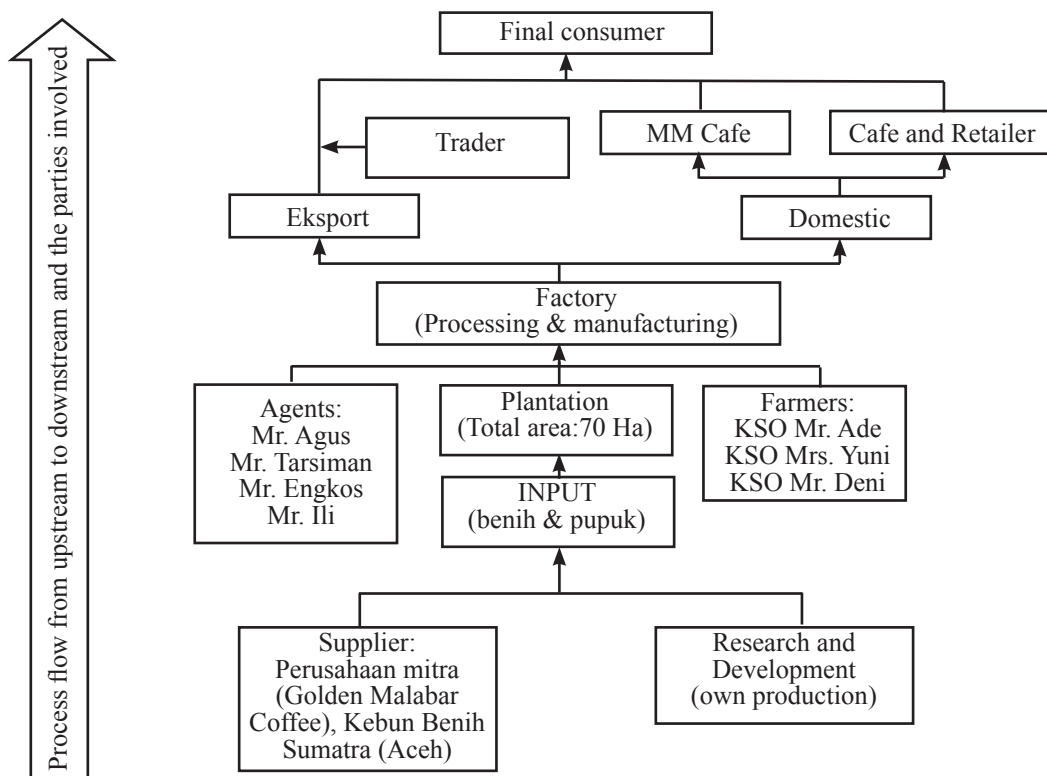 Process flow from upstream to downstream and the parties involved
Final consumer
Trader
MM Cafe
Cafe and Retailer
Eksport
Domestic
Factory
(Processing & manufacturing)
Agents:
Mr. Agus
Mr. Tarsiman
Mr. Engkos
Mr. Ili
Plantation
(Total area:70 Ha)
Farmers:
KSO Mr. Ade
KSO Mrs. Yuni
KSO Mr. Deni
INPUT
(benih & pupuk)
Supplier:
Perusahaan mitra
(Golden Malabar
Coffee), Kebun Benih
Sumatra (Aceh)
Research and
Development
(own production)